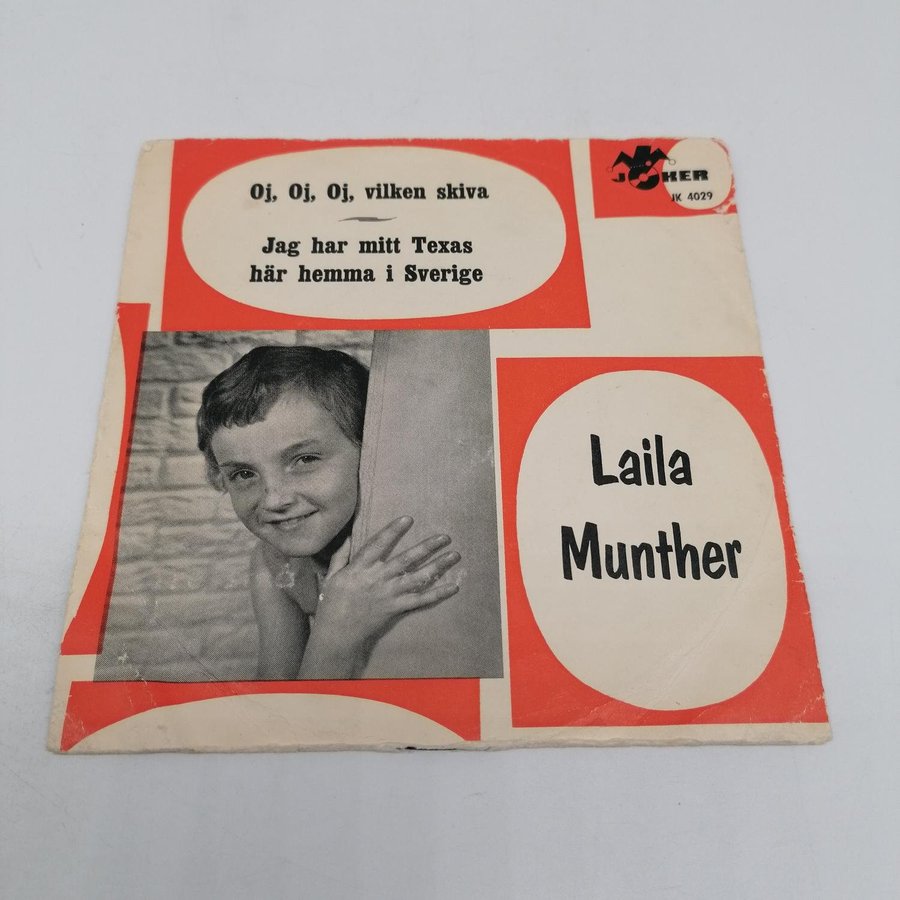 Oj, Oj, Oj, vilken skiva
Jag har mitt Texas
här hemma i Sverige
JOKER
JK 4029
Laila
Munther